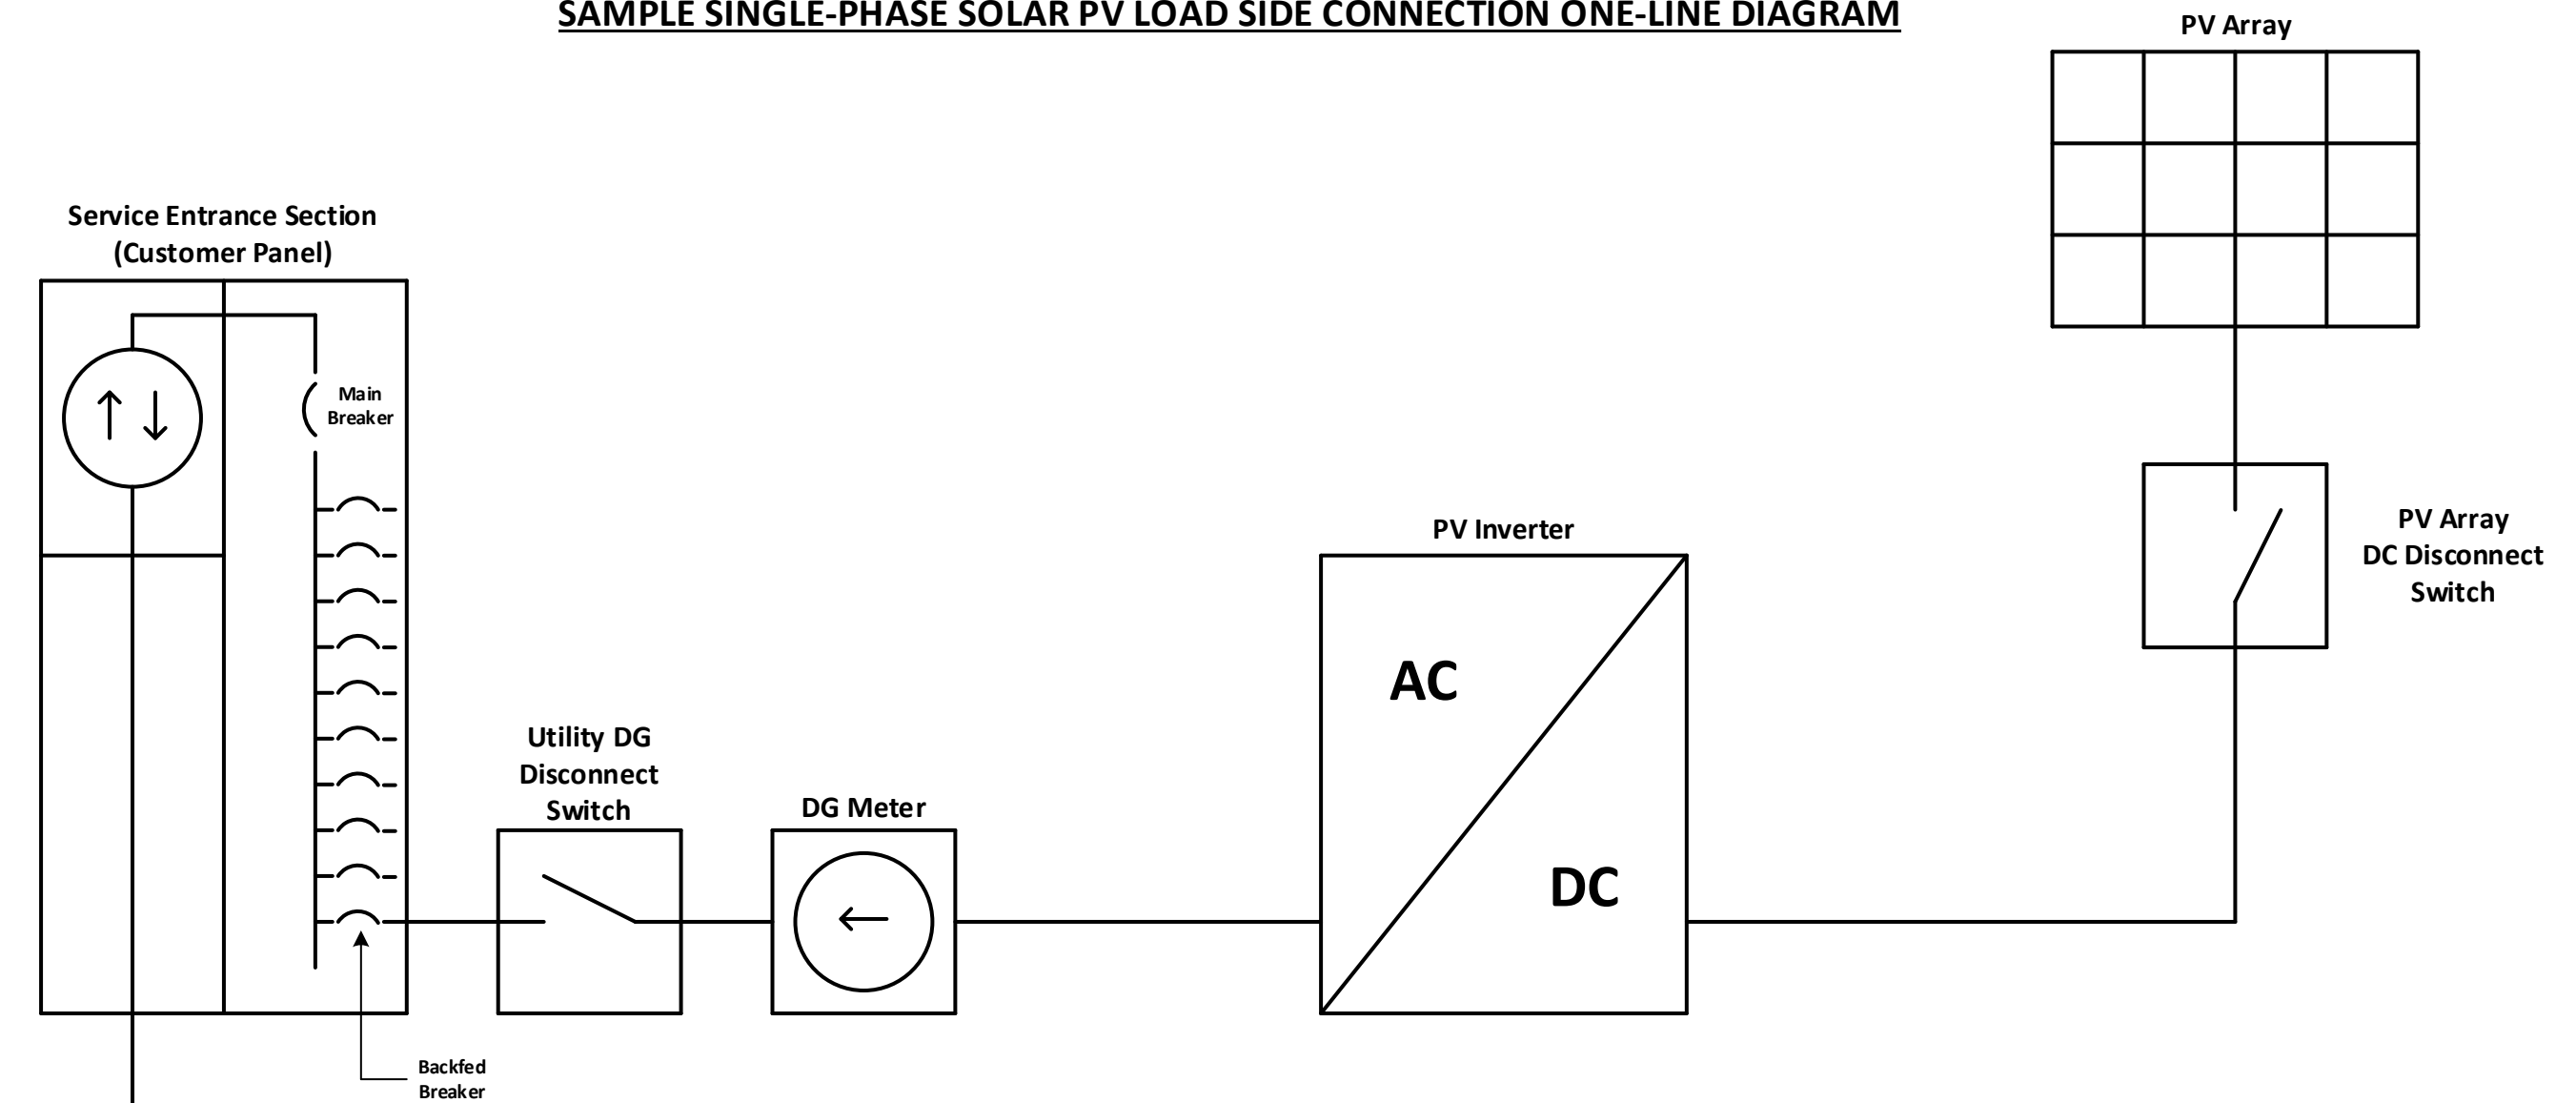 SAMPLE SINGLE-PHASE SOLAR PV LOAD SIDE CONNECTION ONE-LINE DIAGRAM
PV Array
Service Entrance Section
(Customer Panel)
Main
Breaker
PV Array
DC Disconnect
Switch
PV Inverter
AC
DC
Utility DG
Disconnect
Switch
DG Meter
Backfed
Breaker